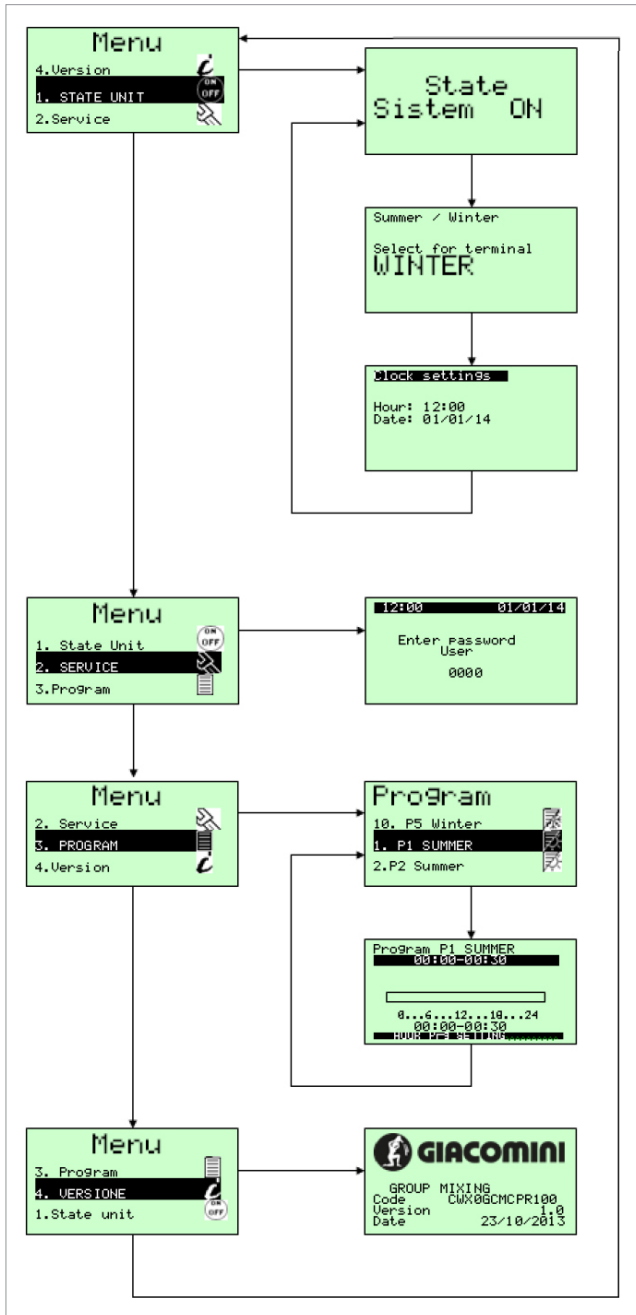 Menu
4.Version
1. STATE UNIT
ON
OFF
2.Service
State
Sistem ON
Summer / Winter
Select for terminal
WINTER
Clock settings
Hour: 12:00
Date: 01/01/14
Menu
1. State Unit
ON
OFF
2. SERVICE
3.Program
12:00 01/01/14
Enter password
User
0000
Menu
2. Service
3. PROGRAM
4.Version
Program
10. P5 Winter
1. P1 SUMMER
2.P2 Summer
Program P1 SUMMER
00:00-00:30
0...6...12...18...24
00:00-00:30
HOUR Prg SETTING
Menu
3. Program
4. VERSIONE
1.State unit
ON
OFF
GIACOMINI
GROUP MIXING
Code CWX0GCMCPR100
Version 1.0
Date 23/10/2013